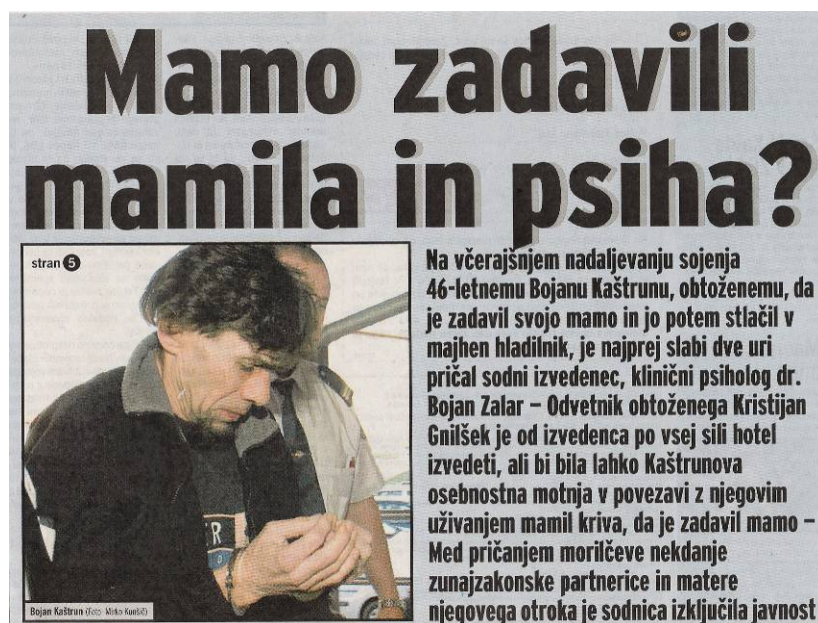 Mamo zadavili
mamila in psiha?
stran 5
Na včerajšnjem nadaljevanju sojenja
46-letnemu Bojanu Kaštrunu, obtoženemu, da
je zadavil svojo mamo in jo potem stlačil v
majhen hladilnik, je najprej slabi dve uri
pričal sodni izvedenec, klinični psiholog dr.
Bojan Zalar – Odvetnik obtoženega Kristijan
Gnilšek je od izvedenca po vsej sili hotel
izvedeti, ali bi bila lahko Kaštrunova
osebnostna motnja v povezavi z njegovim
uživanjem mamil kriva, da je zadavil mamo –
Med pričanjem morilčeve nekdanje
zunajzakonske partnerice in matere
njegovega otroka je sodnica izključila javnost
Bojan Kaštrun (Foto: Mirko Kunšič)